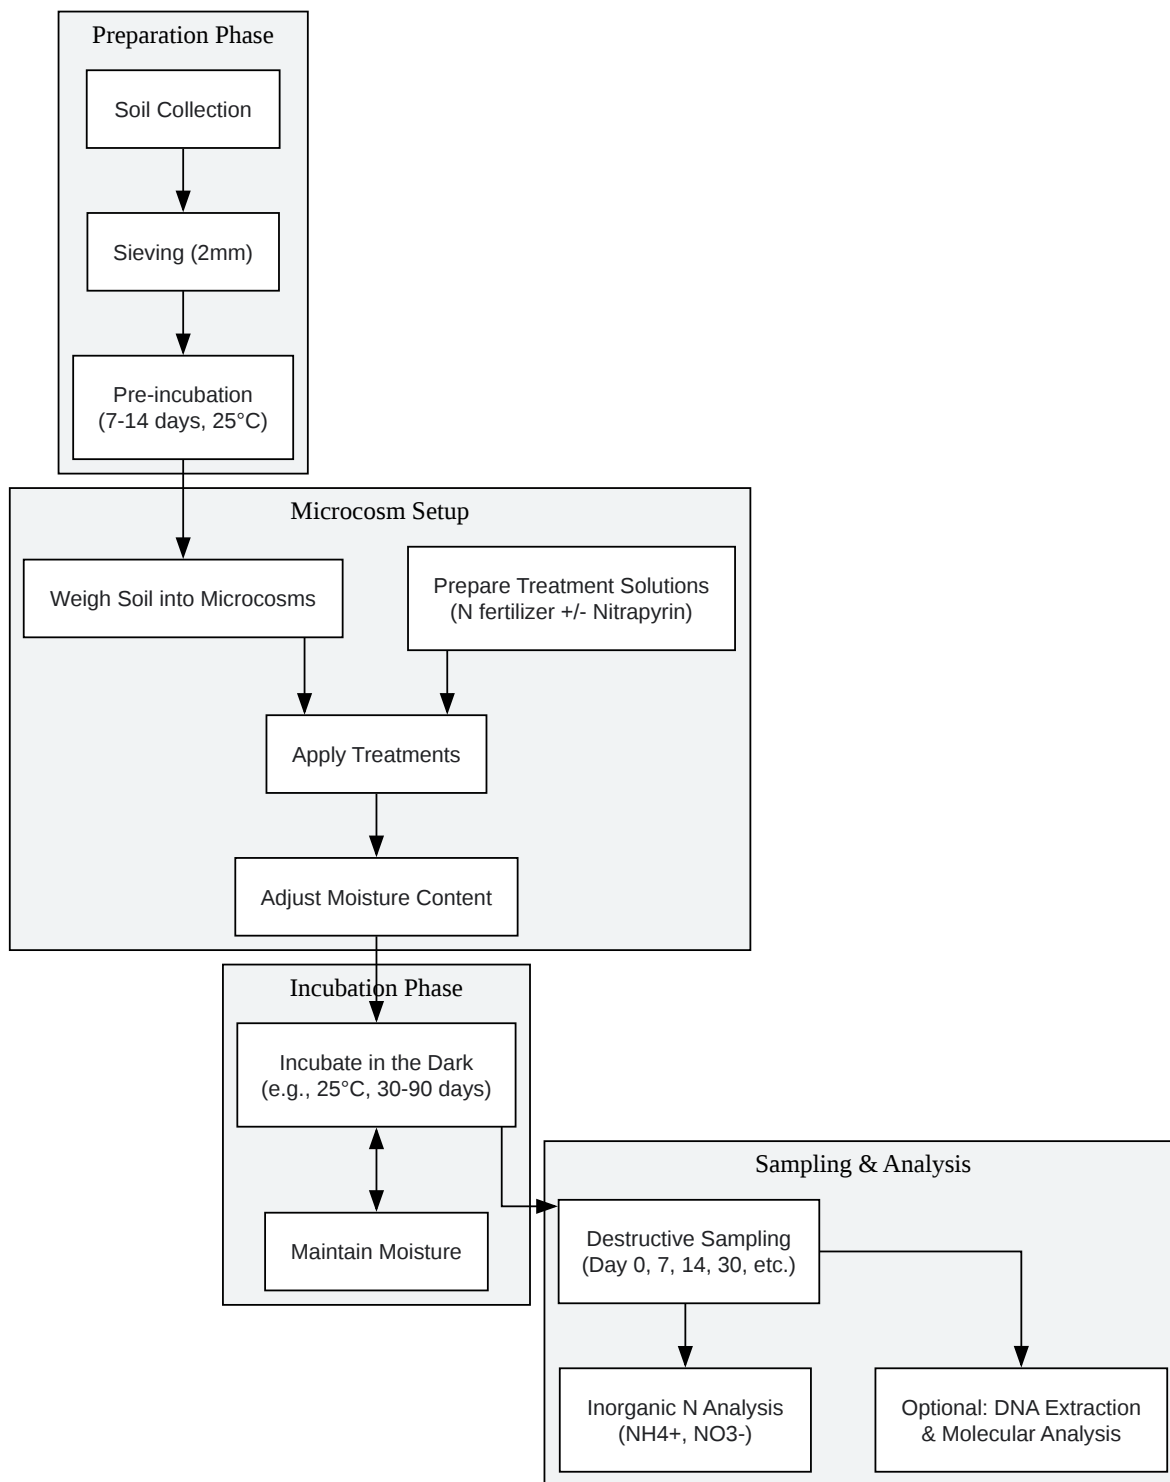 Preparation Phase
Soil Collection
Sieving (2mm)
Pre-incubation
(7-14 days, 25°C)
Microcosm Setup
Weigh Soil into Microcosms
Prepare Treatment Solutions
(N fertilizer +/- Nitrapyrin)
Apply Treatments
Adjust Moisture Content
Incubation Phase
Incubate in the Dark
(e.g., 25°C, 30-90 days)
Maintain Moisture
Sampling & Analysis
Destructive Sampling
(Day 0, 7, 14, 30, etc.)
Inorganic N Analysis
(NH4+, NO3-)
Optional: DNA Extraction
& Molecular Analysis